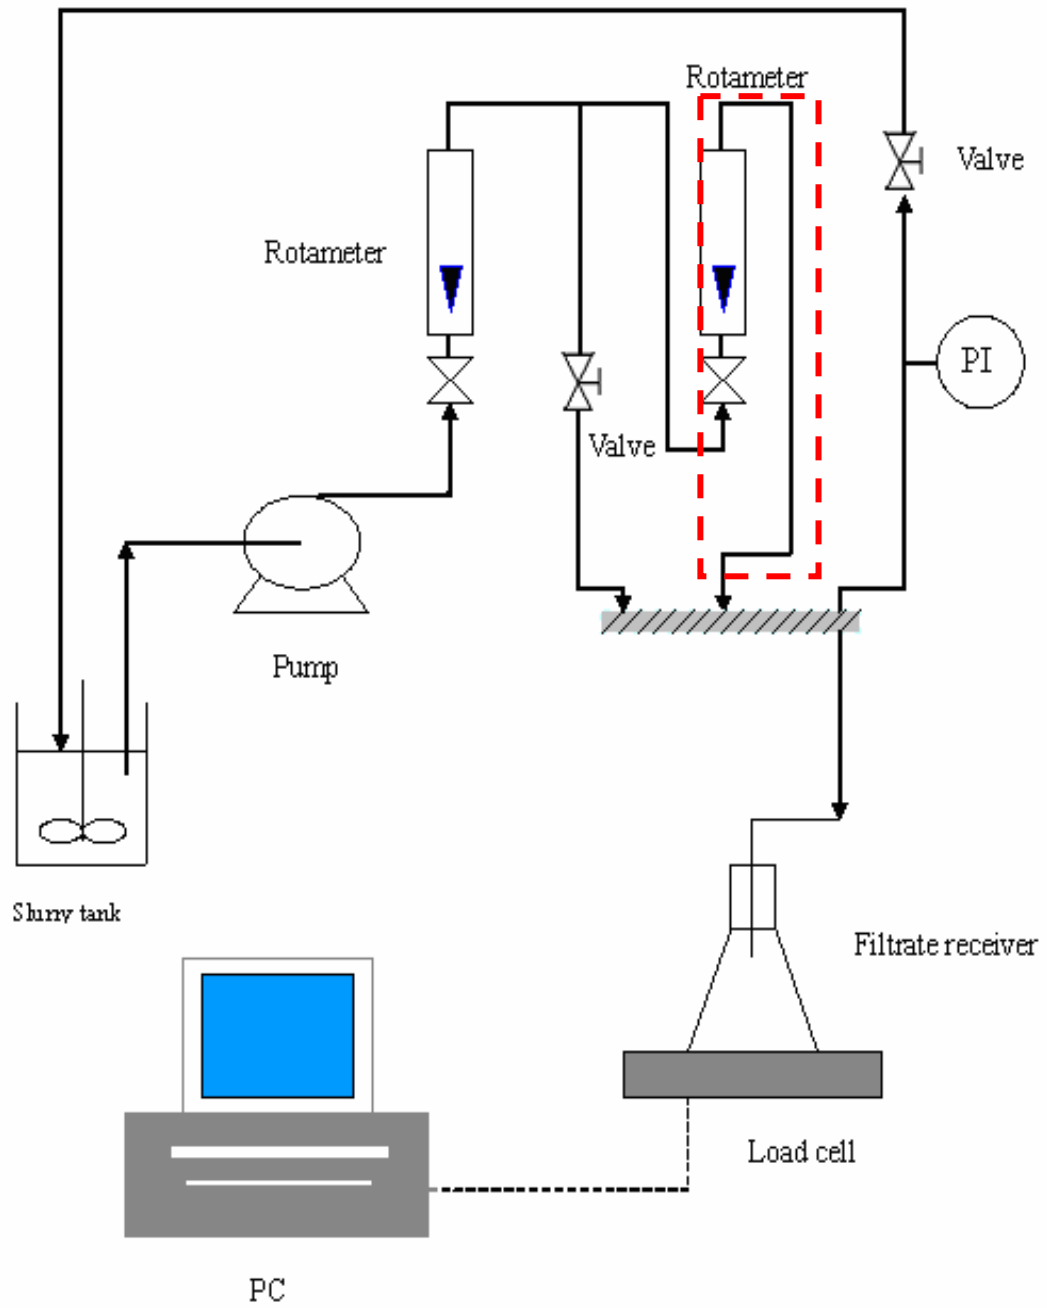 Rotameter
Valve
Rotameter
PI
Valve
Pump
Slurry tank
Filtrate receiver
Load cell
PC